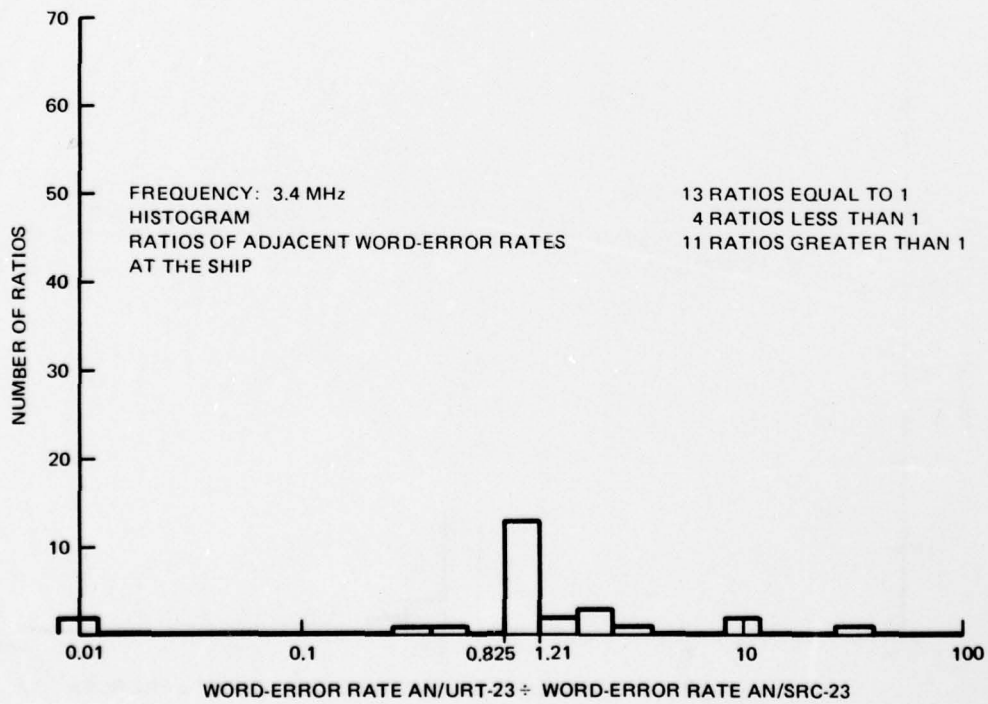 70
60
50
40
30
20
10
NUMBER OF RATIOS
FREQUENCY: 3.4 MHz
HISTOGRAM
RATIOS OF ADJACENT WORD-ERROR RATES
AT THE SHIP
13 RATIOS EQUAL TO 1
4 RATIOS LESS THAN 1
11 RATIOS GREATER THAN 1
0.01 0.1 0.825 1.21 10 100
WORD-ERROR RATE AN/URT-23 ÷ WORD-ERROR RATE AN/SRC-23